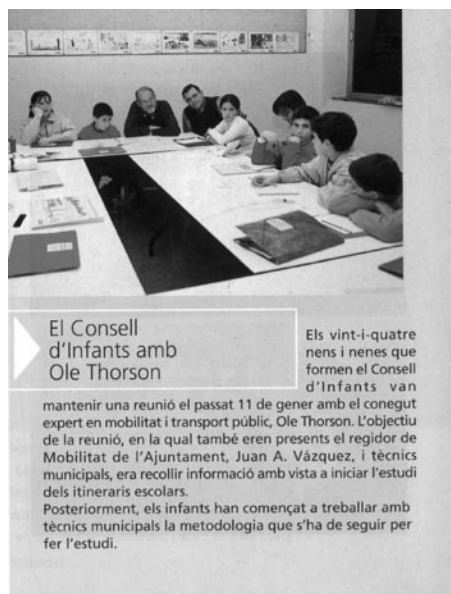 El Consell
d'Infants amb
Ole Thorson
Els vint-i-quatre
nens i nenes que
formen el Consell
d'Infants van
mantenir una reunió el passat 11 de gener amb el conegut
expert en mobilitat i transport públic, Ole Thorson. L'objectiu
de la reunió, en la qual també eren presents el regidor de
Mobilitat de l'Ajuntament, Juan A. Vázquez, i tècnics
municipals, era recollir informació amb vista a iniciar l'estudi
dels itineraris escolars.
Posteriorment, els infants han començat a treballar amb
tècnics municipals la metodologia que s'ha de seguir per
fer l'estudi.